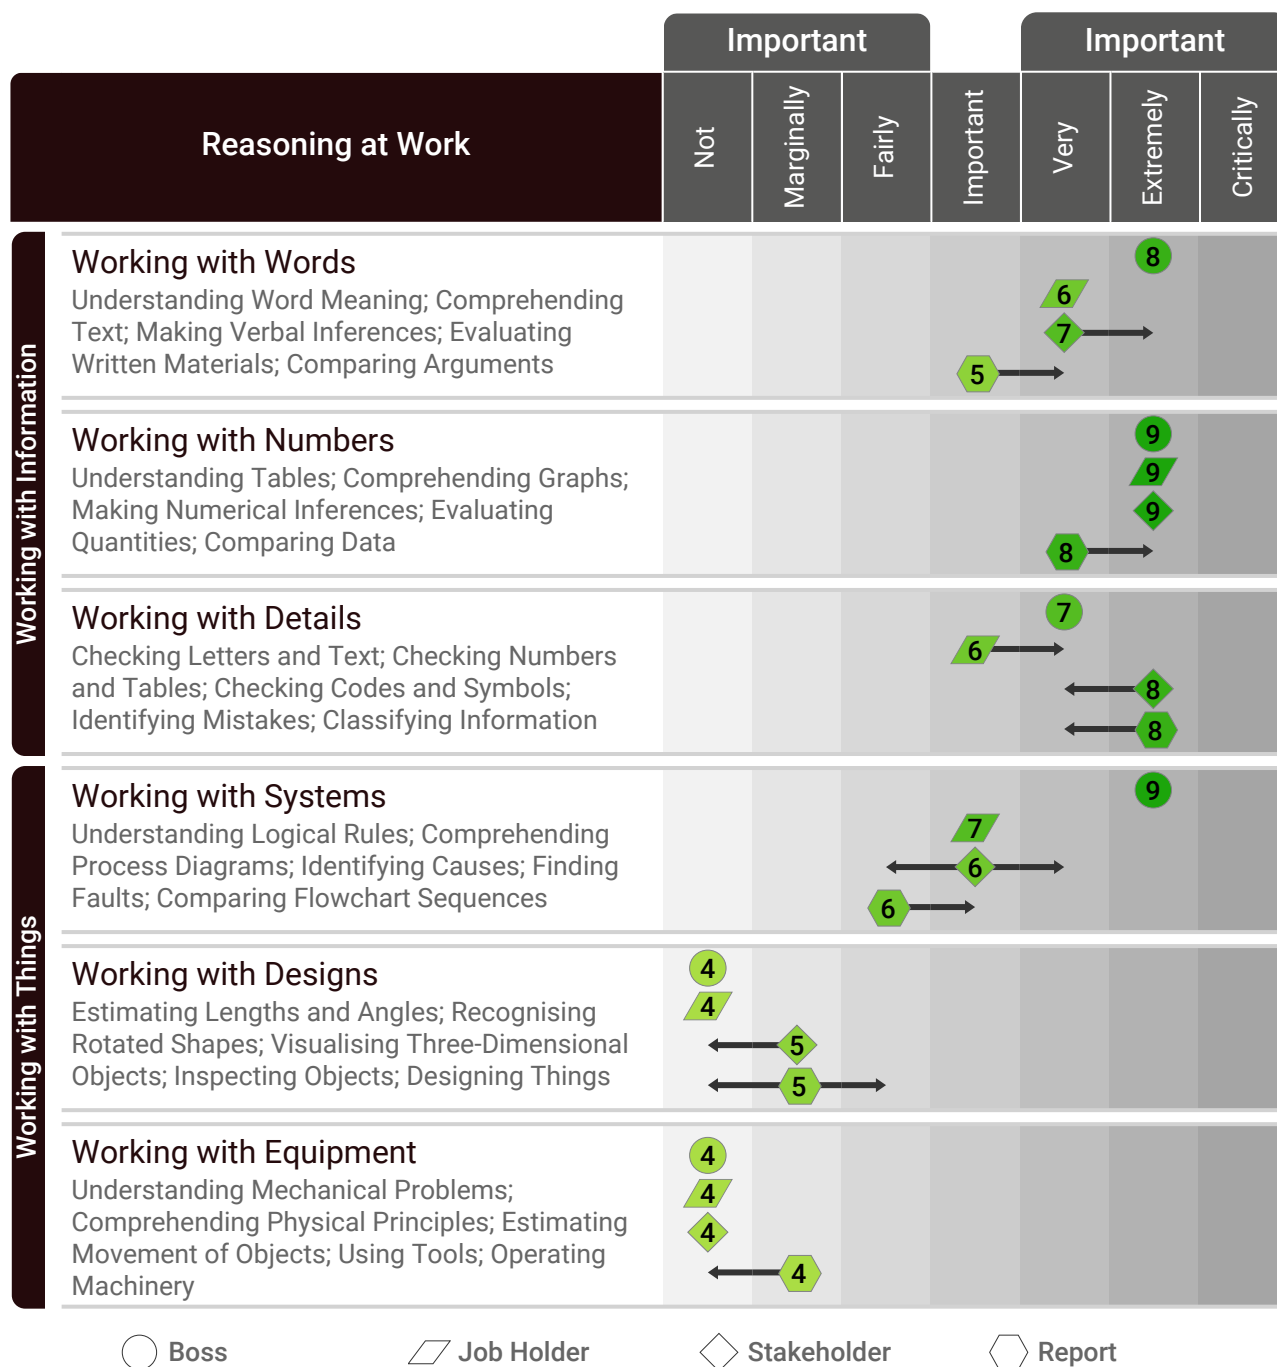 Important
Important
Reasoning at Work
Not
Marginally
Fairly
Important
Very
Extremely
Critically
Working with Information
Working with Words
Understanding Word Meaning; Comprehending
Text; Making Verbal Inferences; Evaluating
Written Materials; Comparing Arguments
8
6
7
5
Working with Numbers
Understanding Tables; Comprehending Graphs;
Making Numerical Inferences; Evaluating
Quantities; Comparing Data
9
9
9
8
Working with Details
Checking Letters and Text; Checking Numbers
and Tables; Checking Codes and Symbols;
Identifying Mistakes; Classifying Information
7
6
8
8
Working with Things
Working with Systems
Understanding Logical Rules; Comprehending
Process Diagrams; Identifying Causes; Finding
Faults; Comparing Flowchart Sequences
9
7
6
6
Working with Designs
Estimating Lengths and Angles; Recognising
Rotated Shapes; Visualising Three-Dimensional
Objects; Inspecting Objects; Designing Things
4
4
5
5
Working with Equipment
Understanding Mechanical Problems;
Comprehending Physical Principles; Estimating
Movement of Objects; Using Tools; Operating
Machinery
4
4
4
4
Boss
Job Holder
Stakeholder
Report